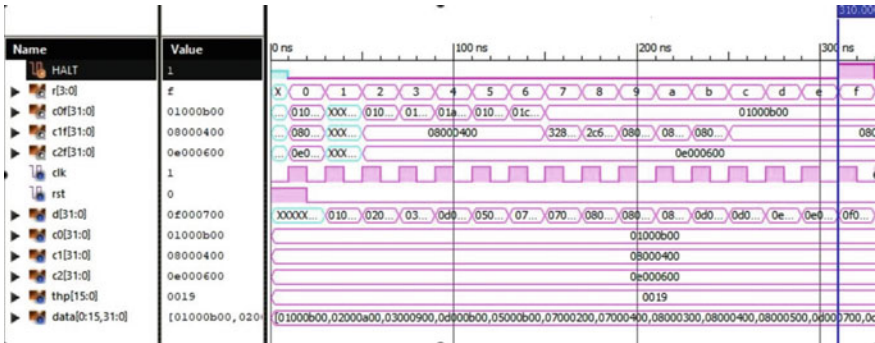 310.000
Name Value 0 ns 100 ns 200 ns 300 ns
HALT 1
r[3:0] f X 0 1 2 3 4 5 6 7 8 9 a b c d e f
c0f[31:0] 01000b00 ... 010... XXX... 010... 01... 01a... 010... 01c... 01000b00
c1f[31:0] 08000400 ... 080... XXX... 08000400 328... 2c6... 080... 08... 080... 080
c2f[31:0] 0e000600 ... 0e0... XXX... 0e000600
clk 1
rst 0
d[31:0] 0f000700 XXXXX... 010... 020... 03... 0d0... 050... 07... 070... 080... 080... 08... 0d0... 0d0... 0e... 0e0... 0f0...
c0[31:0] 01000b00 01000b00
c1[31:0] 08000400 08000400
c2[31:0] 0e000600 0e000600
thp[15:0] 0019 0019
data[0:15,31:0] [01000b00,020 [01000b00,02000a00,03000900,0d000b00,05000b00,07000200,07000400,08000300,08000400,08000500,0d000700,0d